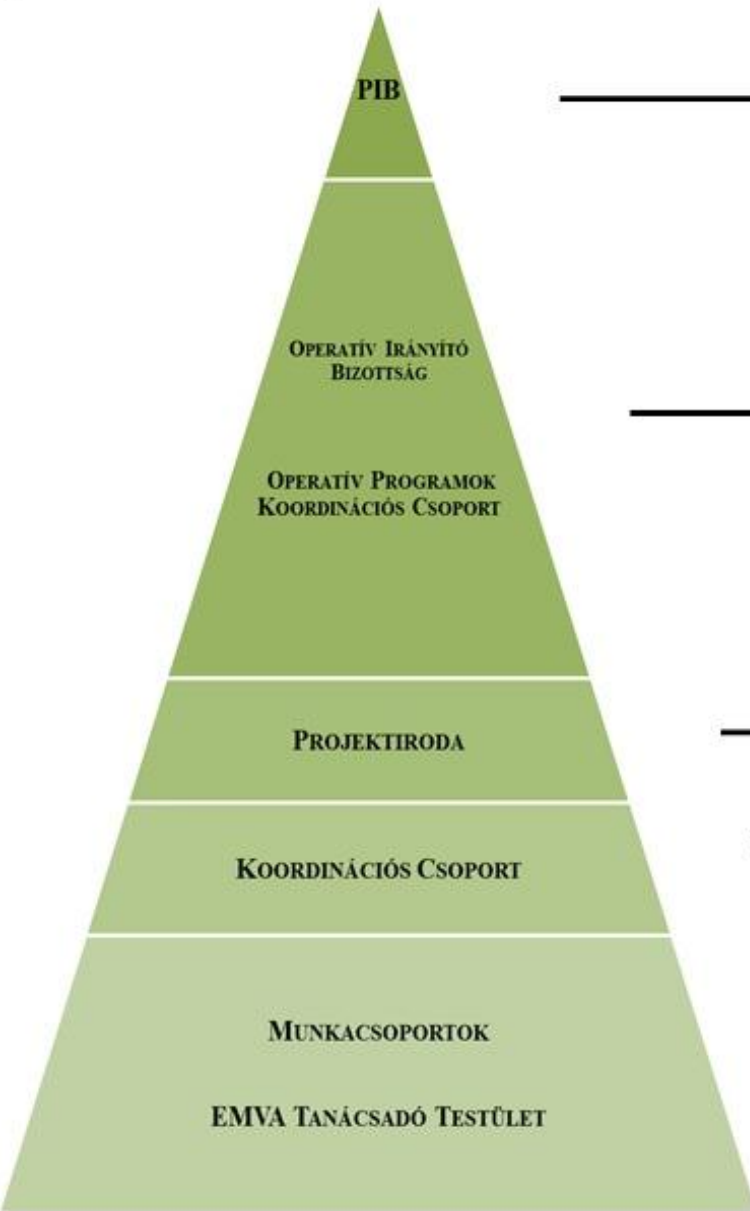 PIB
OPERATÍV IRÁNYÍTÓ
BIZOTTSÁG
OPERATÍV PROGRAMOK
KOORDINÁCIÓS CSOPORT
PROJEKTIRODA
KOORDINÁCIÓS CSOPORT
MUNKACSOPORTOK
EMVA TANÁCSADÓ TESTÜLET